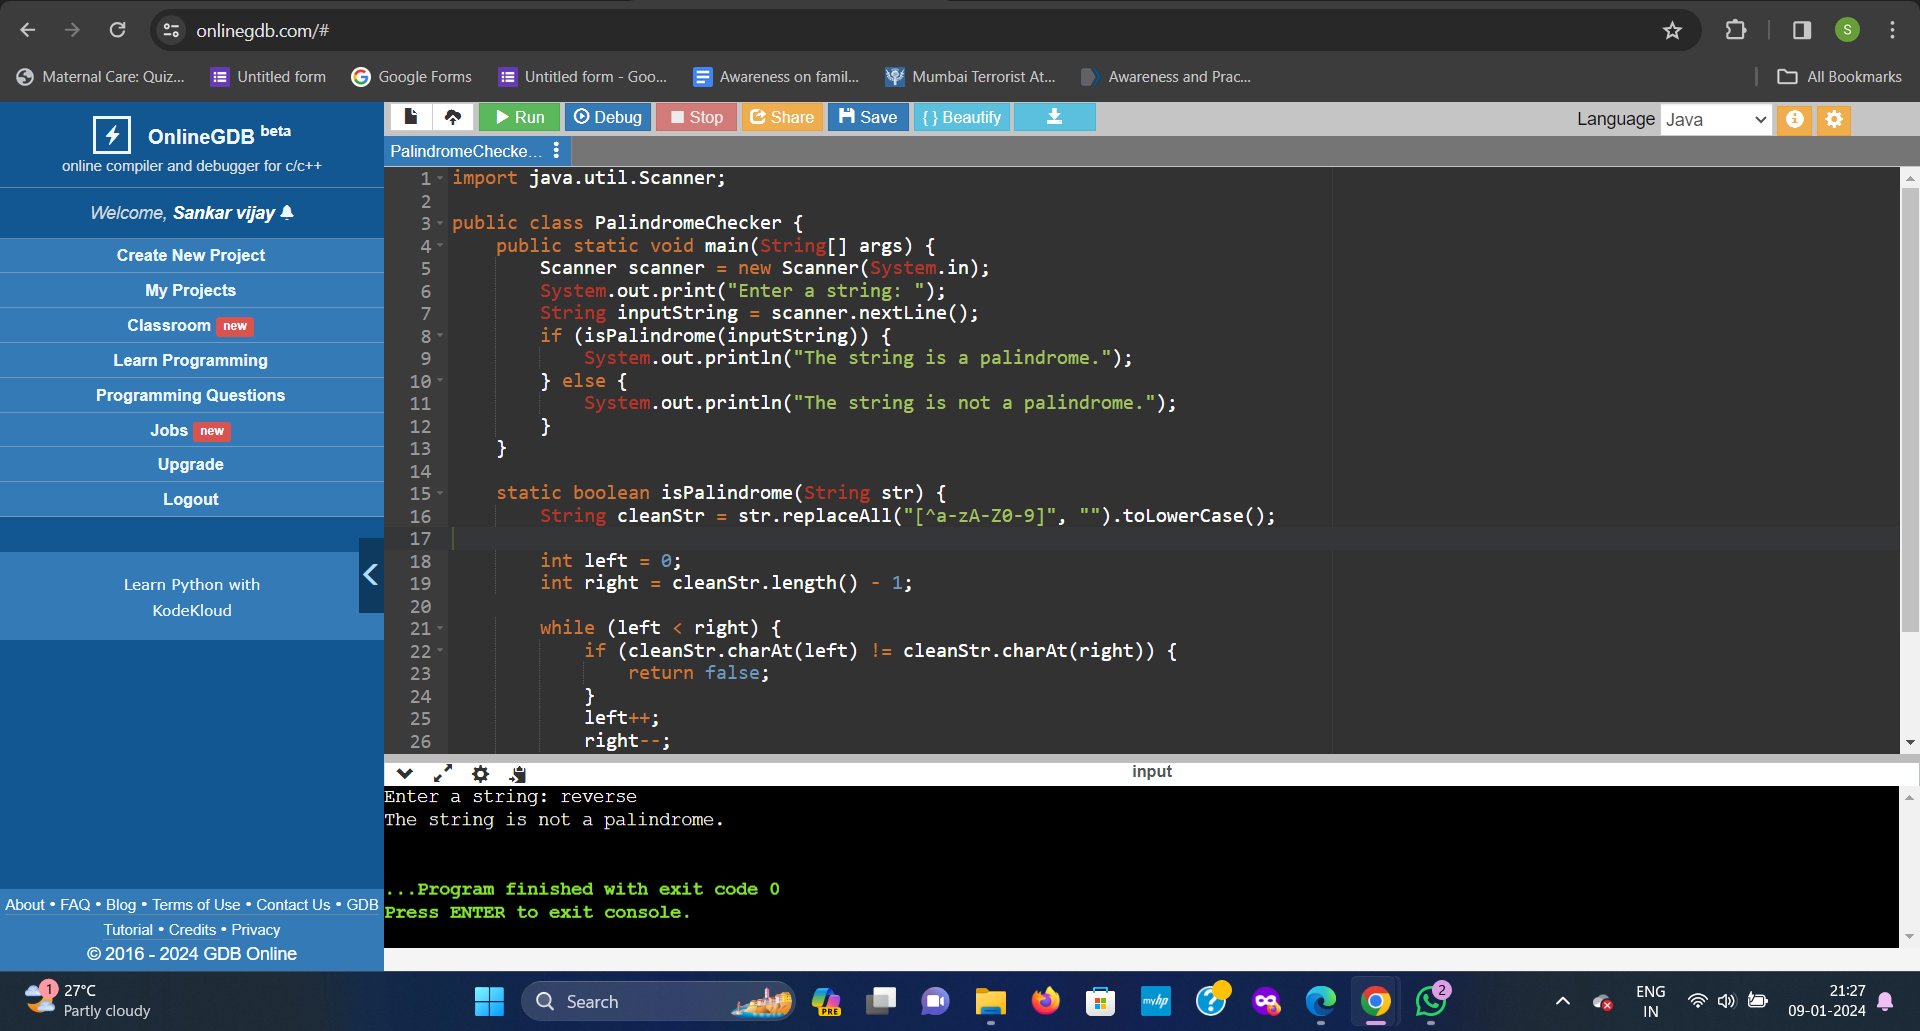 onlinegdb.com/#
S
Maternal Care: Quiz...
Untitled form
Google Forms
Untitled form - Goo...
Awareness on famil...
Mumbai Terrorist At...
Awareness and Prac...
All Bookmarks
OnlineGDB beta
online compiler and debugger for c/c++
Welcome, Sankar vijay
Create New Project
My Projects
Classroom new
Learn Programming
Programming Questions
Jobs new
Upgrade
Logout
Learn Python with
KodeKloud
About • FAQ • Blog • Terms of Use • Contact Us • GDB
Tutorial • Credits • Privacy
© 2016 - 2024 GDB Online
Run
Debug
Stop
Share
Save
{ } Beautify
Language Java
PalindromeChecke...
1 import java.util.Scanner;
2
3 public class PalindromeChecker {
4     public static void main(String[] args) {
5         Scanner scanner = new Scanner(System.in);
6         System.out.print("Enter a string: ");
7         String inputString = scanner.nextLine();
8         if (isPalindrome(inputString)) {
9             System.out.println("The string is a palindrome.");
10         } else {
11             System.out.println("The string is not a palindrome.");
12         }
13     }
14
15     static boolean isPalindrome(String str) {
16         String cleanStr = str.replaceAll("[^a-zA-Z0-9]", "").toLowerCase();
17
18         int left = 0;
19         int right = cleanStr.length() - 1;
20
21         while (left < right) {
22             if (cleanStr.charAt(left) != cleanStr.charAt(right)) {
23                 return false;
24             }
25             left++;
26             right--;
input
Enter a string: reverse
The string is not a palindrome.
...Program finished with exit code 0
Press ENTER to exit console.
1
27°C
Partly cloudy
Search
PRE
myhp
2
ENG
IN
21:27
09-01-2024